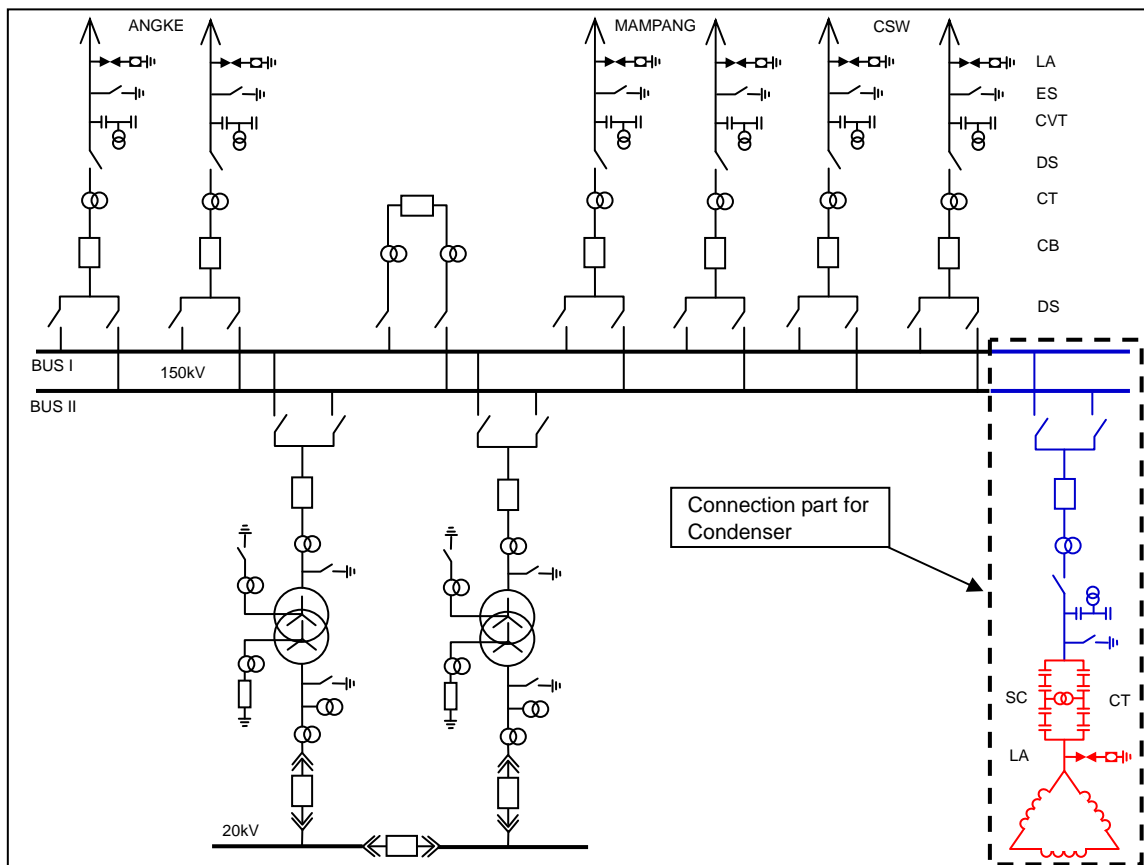 ANGKE
MAMPANG
CSW
LA
ES
CVT
DS
CT
CB
DS
BUS I
150kV
BUS II
Connection part for
Condenser
SC
CT
LA
20kV